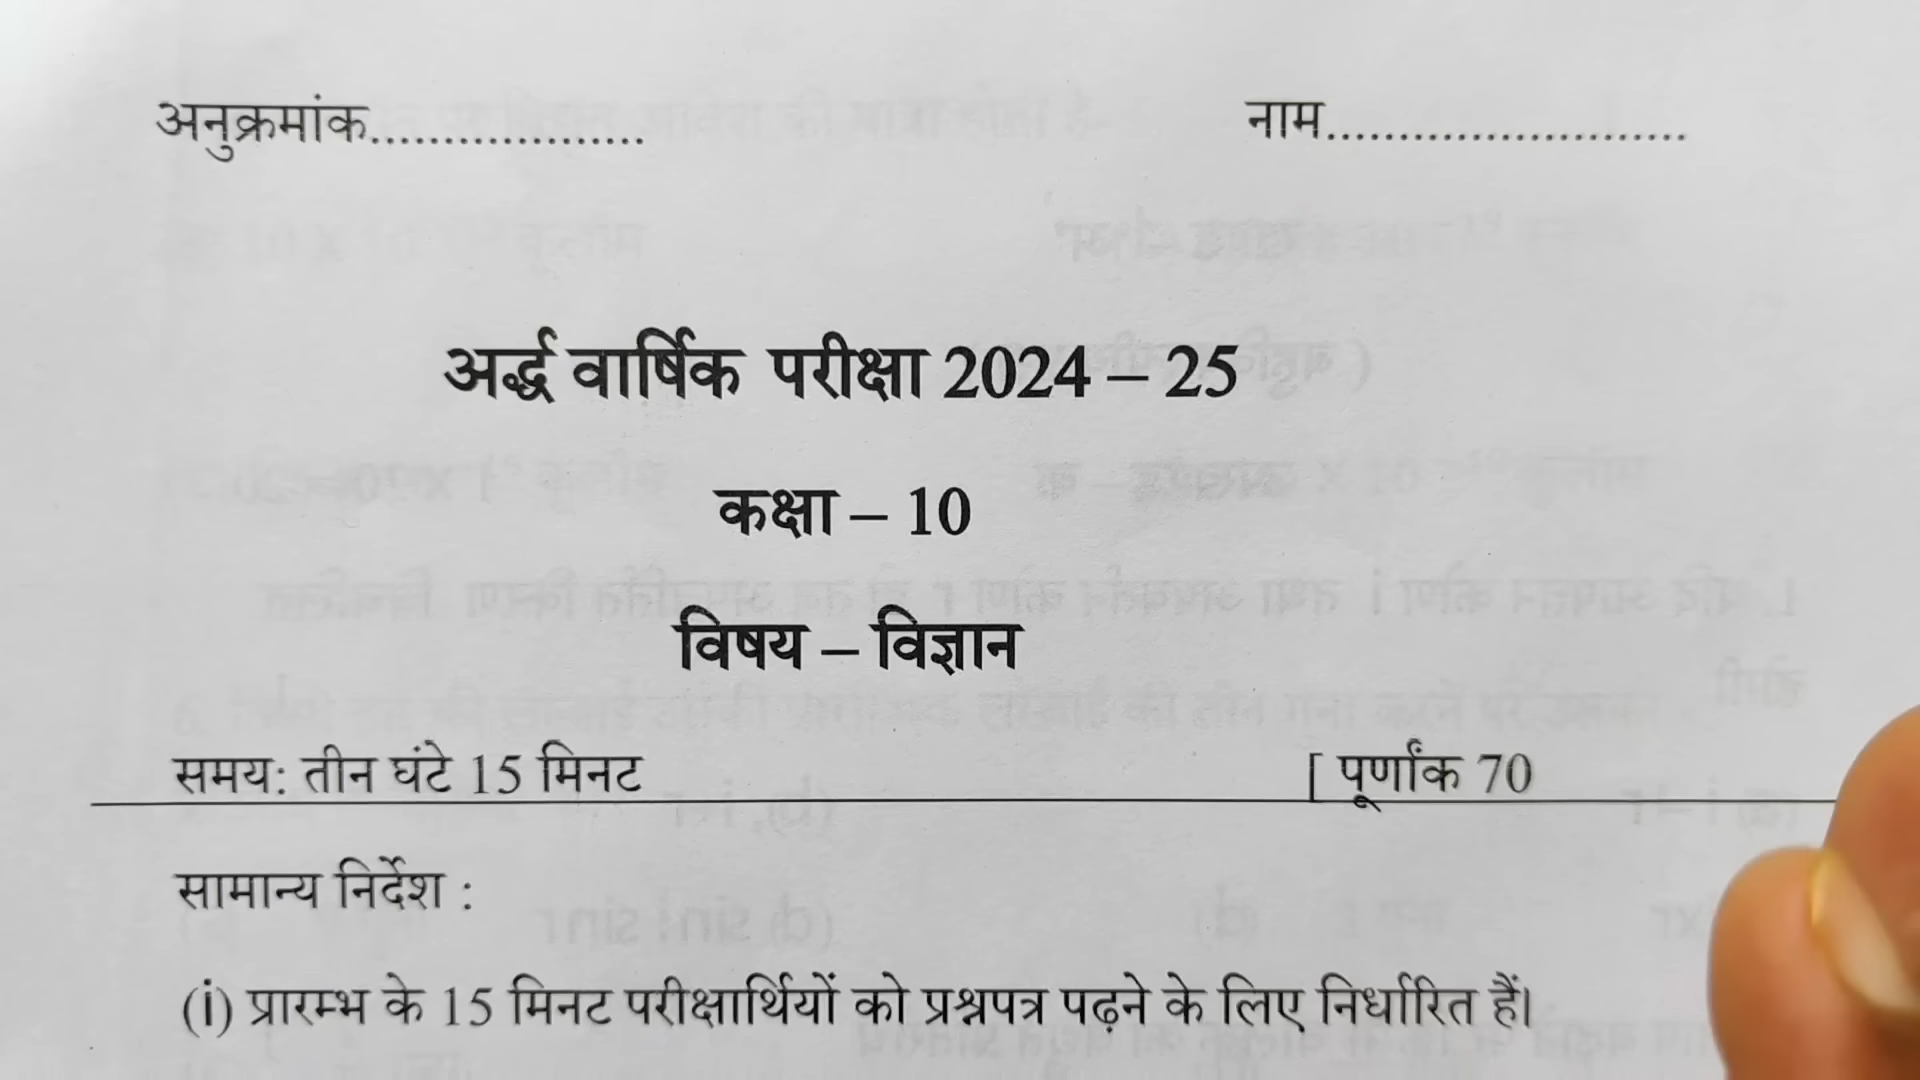 अनुक्रमांक.................. नाम........................
अर्द्ध वार्षिक परीक्षा 2024 – 25
कक्षा – 10
विषय – विज्ञान
समय: तीन घंटे 15 मिनट [ पूर्णांक 70
सामान्य निर्देश :
(i) प्रारम्भ के 15 मिनट परीक्षार्थियों को प्रश्नपत्र पढ़ने के लिए निर्धारित हैं।